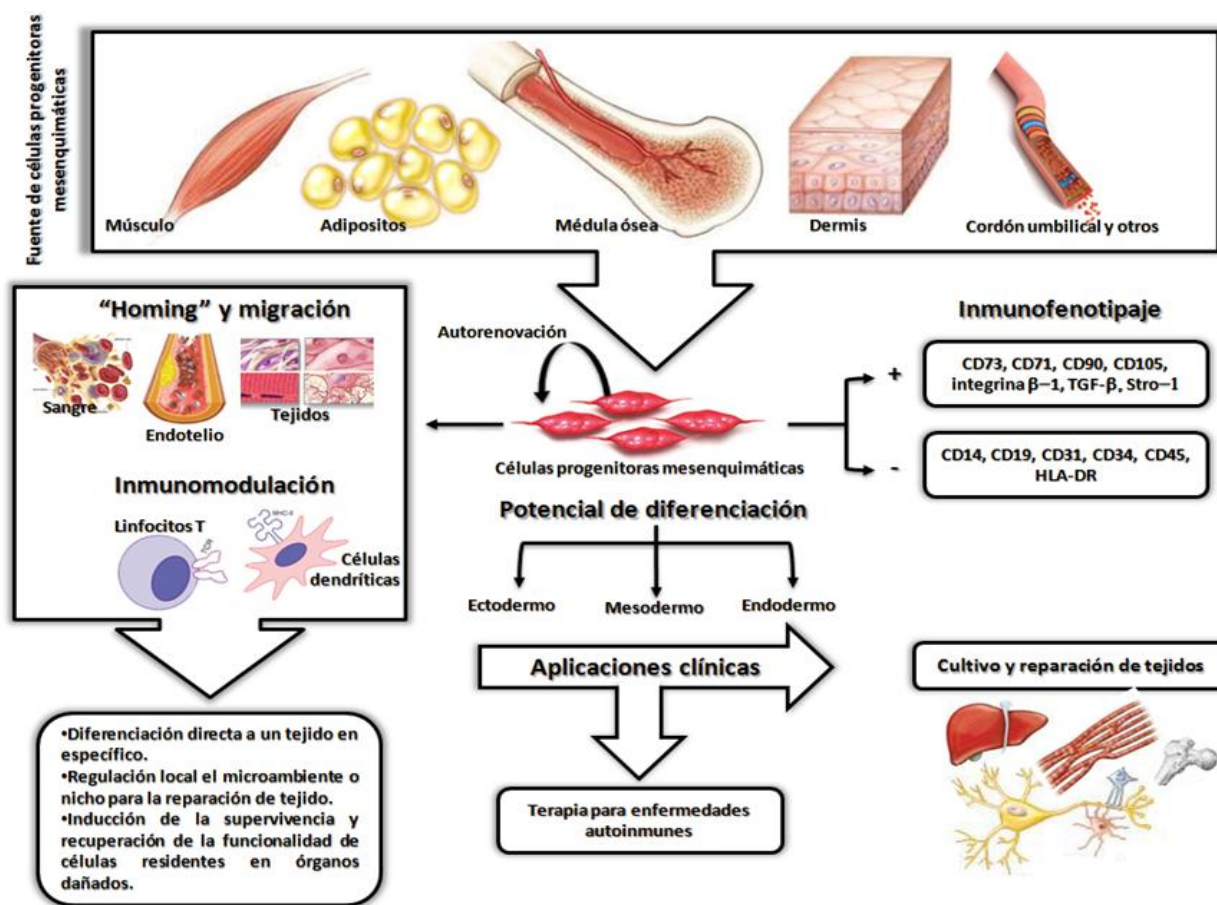 Fuente de células progenitoras
mesenquimáticas
Músculo
Adipositos
Médula ósea
Dermis
Cordón umbilical y otros
“Homing” y migración
Sangre
Endotelio
Tejidos
Inmunomodulación
Linfocitos T
TCR
MHC-II
Células
dendríticas
Autorenovación
Células progenitoras mesenquimáticas
Inmunofenotipaje
+
CD73, CD71, CD90, CD105,
integrina β–1, TGF-β, Stro–1
-
CD14, CD19, CD31, CD34, CD45,
HLA-DR
Potencial de diferenciación
Ectodermo
Mesodermo
Endodermo
Aplicaciones clínicas
Cultivo y reparación de tejidos
Terapia para enfermedades
autoinmunes
•Diferenciación directa a un tejido en
específico.
•Regulación local el microambiente o
nicho para la reparación de tejido.
•Inducción de la supervivencia y
recuperación de la funcionalidad de
células residentes en órganos
dañados.